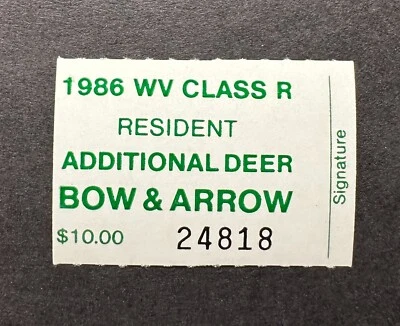 1986 WV CLASS R
RESIDENT
ADDITIONAL DEER
BOW & ARROW
$10.00 24818
Signature